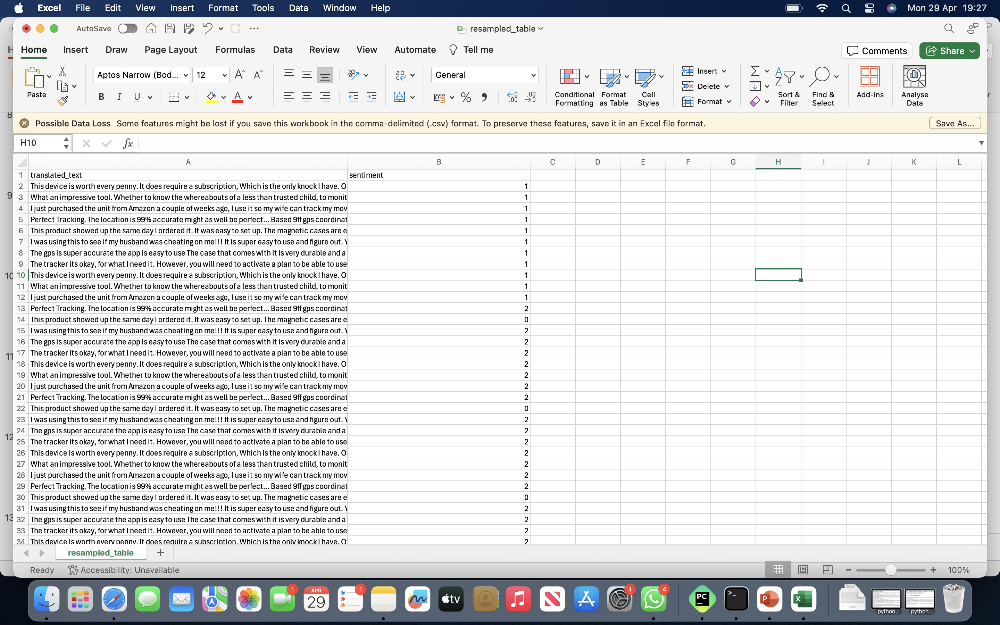 Excel File Edit View Insert Format Tools Data Window Help Mon 29 Apr 19:27
AutoSave resampled_table
Home Insert Draw Page Layout Formulas Data Review View Automate Tell me Comments Share
Paste Aptos Narrow (Bod... 12 General Conditional Formatting Format as Table Cell Styles Insert Delete Format Sort & Filter Find & Select Add-ins Analyse Data
Possible Data Loss Some features might be lost if you save this workbook in the comma-delimited (.csv) format. To preserve these features, save it in an Excel file format. Save As...
H10 fx
A B C D E F G H I J K L
1 translated_text sentiment
2 This device is worth every penny. It does require a subscription, Which is the only knock I have. O 1
3 What an impressive tool. Whether to know the whereabouts of a less than trusted child, to monit 1
4 I just purchased the unit from Amazon a couple of weeks ago, I use it so my wife can track my mov 1
5 Perfect Tracking. The location is 99% accurate might as well be perfect... Based 9ff gps coordinat 1
6 This product showed up the same day I ordered it. It was easy to set up. The magnetic cases are e 1
7 I was using this to see if my husband was cheating on me!!! It is super easy to use and figure out. Y 1
8 The gps is super accurate the app is easy to use The case that comes with it is very durable and a 1
9 The tracker its okay, for what I need it. However, you will need to activate a plan to be able to use 1
10 This device is worth every penny. It does require a subscription, Which is the only knock I have. O 1
11 What an impressive tool. Whether to know the whereabouts of a less than trusted child, to monit 1
12 I just purchased the unit from Amazon a couple of weeks ago, I use it so my wife can track my mov 1
13 Perfect Tracking. The location is 99% accurate might as well be perfect... Based 9ff gps coordinat 2
14 This product showed up the same day I ordered it. It was easy to set up. The magnetic cases are e 0
15 I was using this to see if my husband was cheating on me!!! It is super easy to use and figure out. Y 2
16 The gps is super accurate the app is easy to use The case that comes with it is very durable and a 2
17 The tracker its okay, for what I need it. However, you will need to activate a plan to be able to use 2
18 This device is worth every penny. It does require a subscription, Which is the only knock I have. O 2
19 What an impressive tool. Whether to know the whereabouts of a less than trusted child, to monit 2
20 I just purchased the unit from Amazon a couple of weeks ago, I use it so my wife can track my mov 2
21 Perfect Tracking. The location is 99% accurate might as well be perfect... Based 9ff gps coordinat 2
22 This product showed up the same day I ordered it. It was easy to set up. The magnetic cases are e 0
23 I was using this to see if my husband was cheating on me!!! It is super easy to use and figure out. Y 2
24 The gps is super accurate the app is easy to use The case that comes with it is very durable and a 2
25 The tracker its okay, for what I need it. However, you will need to activate a plan to be able to use 2
26 This device is worth every penny. It does require a subscription, Which is the only knock I have. O 2
27 What an impressive tool. Whether to know the whereabouts of a less than trusted child, to monit 2
28 I just purchased the unit from Amazon a couple of weeks ago, I use it so my wife can track my mov 2
29 Perfect Tracking. The location is 99% accurate might as well be perfect... Based 9ff gps coordinat 2
30 This product showed up the same day I ordered it. It was easy to set up. The magnetic cases are e 0
31 I was using this to see if my husband was cheating on me!!! It is super easy to use and figure out. Y 2
32 The gps is super accurate the app is easy to use The case that comes with it is very durable and a 2
33 The tracker its okay, for what I need it. However, you will need to activate a plan to be able to use 2
34 This device is worth every penny. It does require a subscription, Which is the only knock I have. O 2
resampled_table
Ready Accessibility: Unavailable 100%
1 APR 29 1 tv 1 4 PC P X CSV python... python...